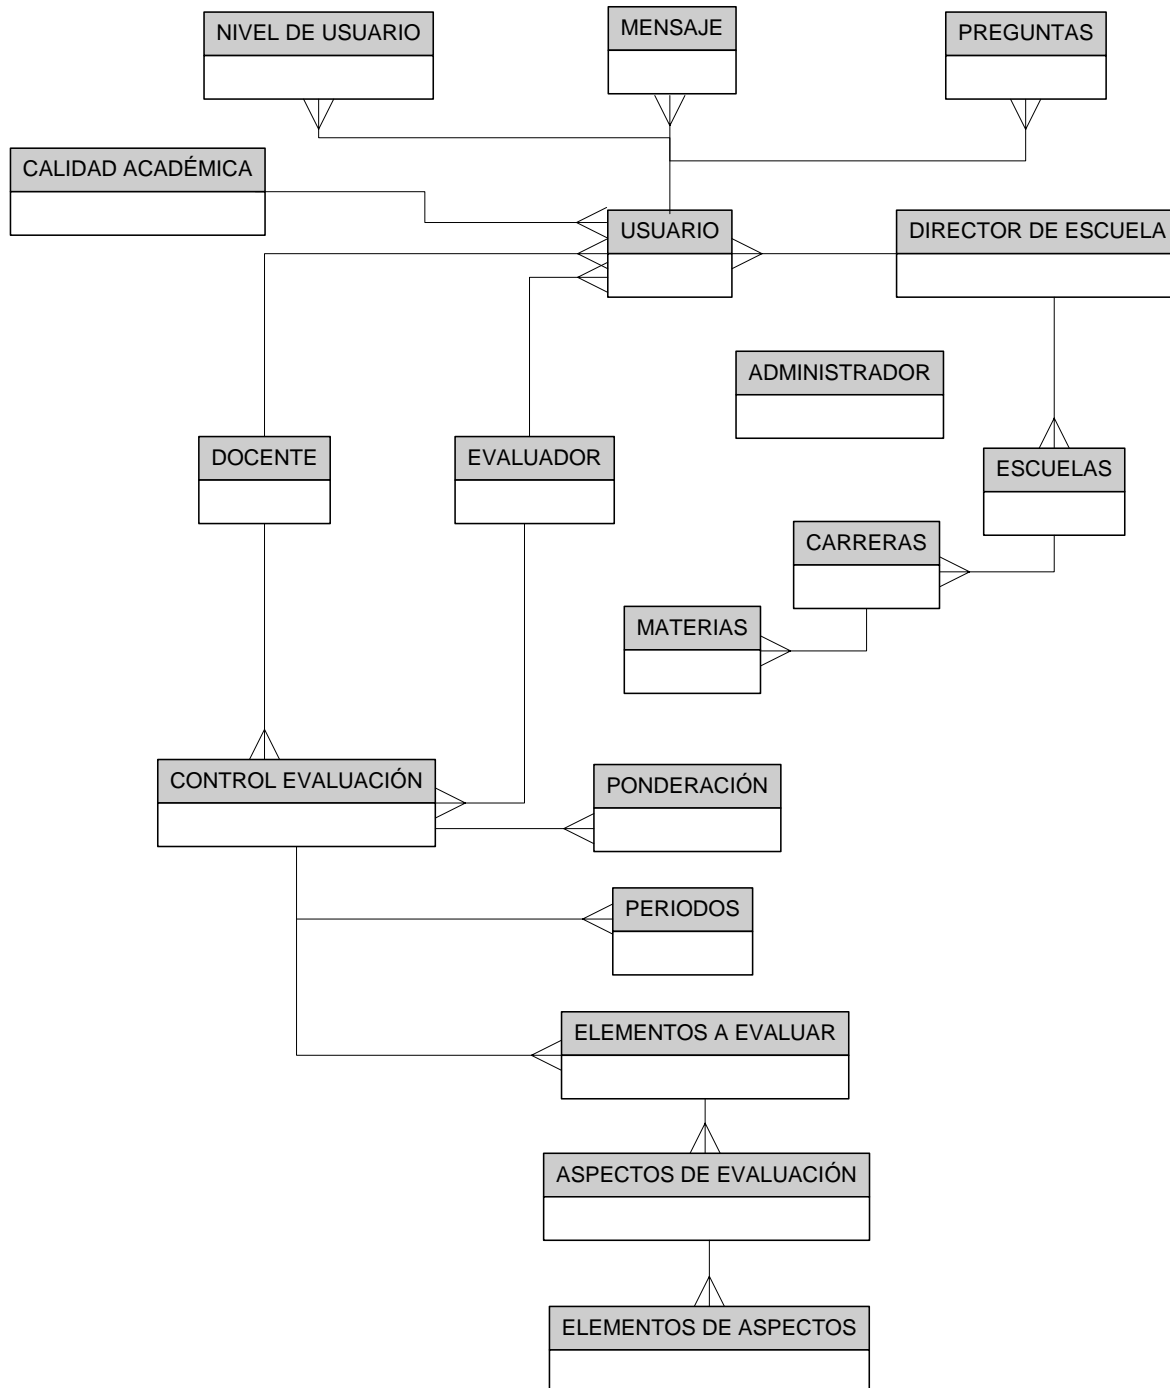 NIVEL DE USUARIO
MENSAJE
PREGUNTAS
CALIDAD ACADÉMICA
USUARIO
DIRECTOR DE ESCUELA
ADMINISTRADOR
DOCENTE
EVALUADOR
ESCUELAS
CARRERAS
MATERIAS
CONTROL EVALUACIÓN
PONDERACIÓN
PERIODOS
ELEMENTOS A EVALUAR
ASPECTOS DE EVALUACIÓN
ELEMENTOS DE ASPECTOS